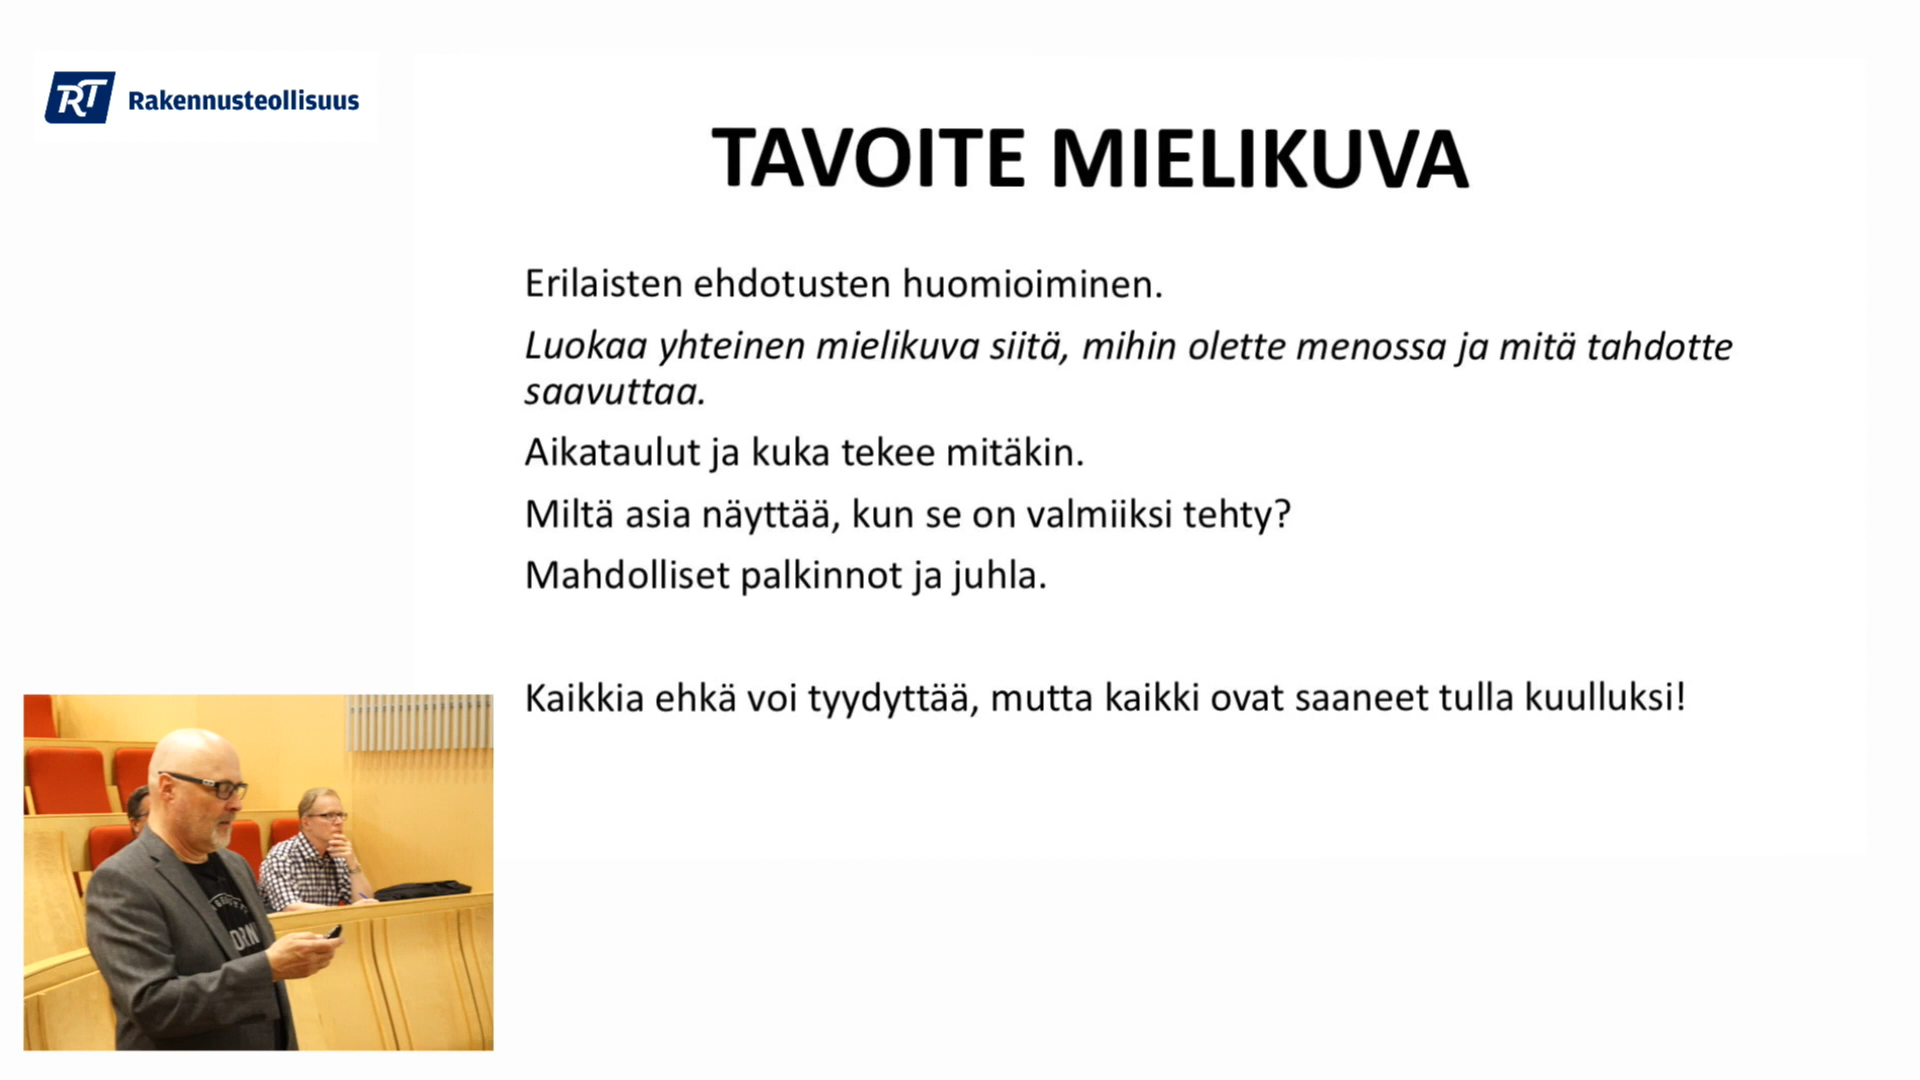 RT Rakennusteollisuus
TAVOITE MIELIKUVA
Erilaisten ehdotusten huomioiminen.
Luokaa yhteinen mielikuva siitä, mihin olette menossa ja mitä tahdotte
saavuttaa.
Aikataulut ja kuka tekee mitäkin.
Miltä asia näyttää, kun se on valmiiksi tehty?
Mahdolliset palkinnot ja juhla.
Kaikkia ehkä voi tyydyttää, mutta kaikki ovat saaneet tulla kuulluksi!